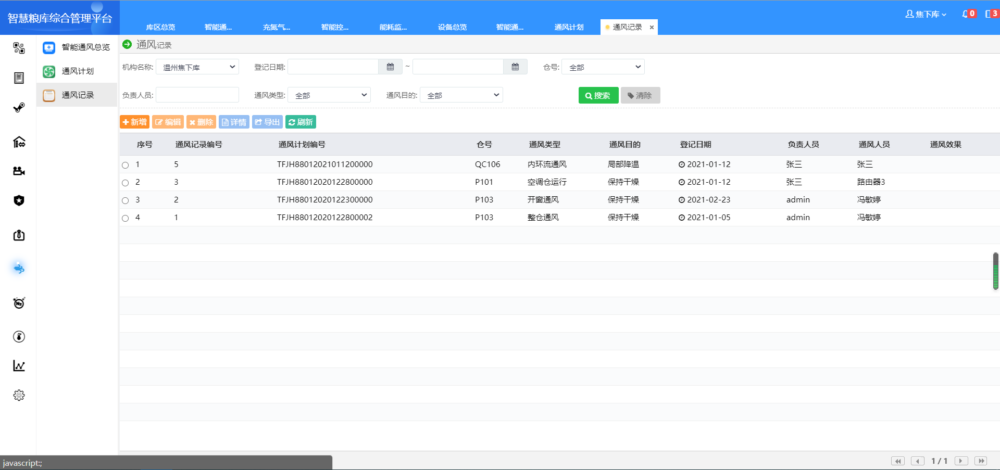 智慧粮库综合管理平台
焦下库 0 3
库区总览 智能通... 充氮气... 智能控... 能耗监... 设备总览 智能通... 通风计划 通风记录 ×
智能通风总览
通风计划
通风记录
通风记录
机构名称: 温州焦下库 登记日期: ~ 仓号: 全部
负责人员: 通风类型: 全部 通风目的: 全部 搜索 清除
新增 编辑 删除 详情 导出 刷新
序号 通风记录编号 通风计划编号 仓号 通风类型 通风目的 登记日期 负责人员 通风人员 通风效果
1 5 TFJH88012021011200000 QC106 内环流通风 局部降温 2021-01-12 张三 张三
2 3 TFJH88012020122800000 P101 空调仓运行 保持干燥 2021-01-12 张三 路由器3
3 2 TFJH88012020122300000 P103 开窗通风 保持干燥 2021-02-23 admin 冯敏婷
4 1 TFJH88012020122800002 P103 整仓通风 保持干燥 2021-01-05 admin 冯敏婷
N2
javascript:;
1 / 1